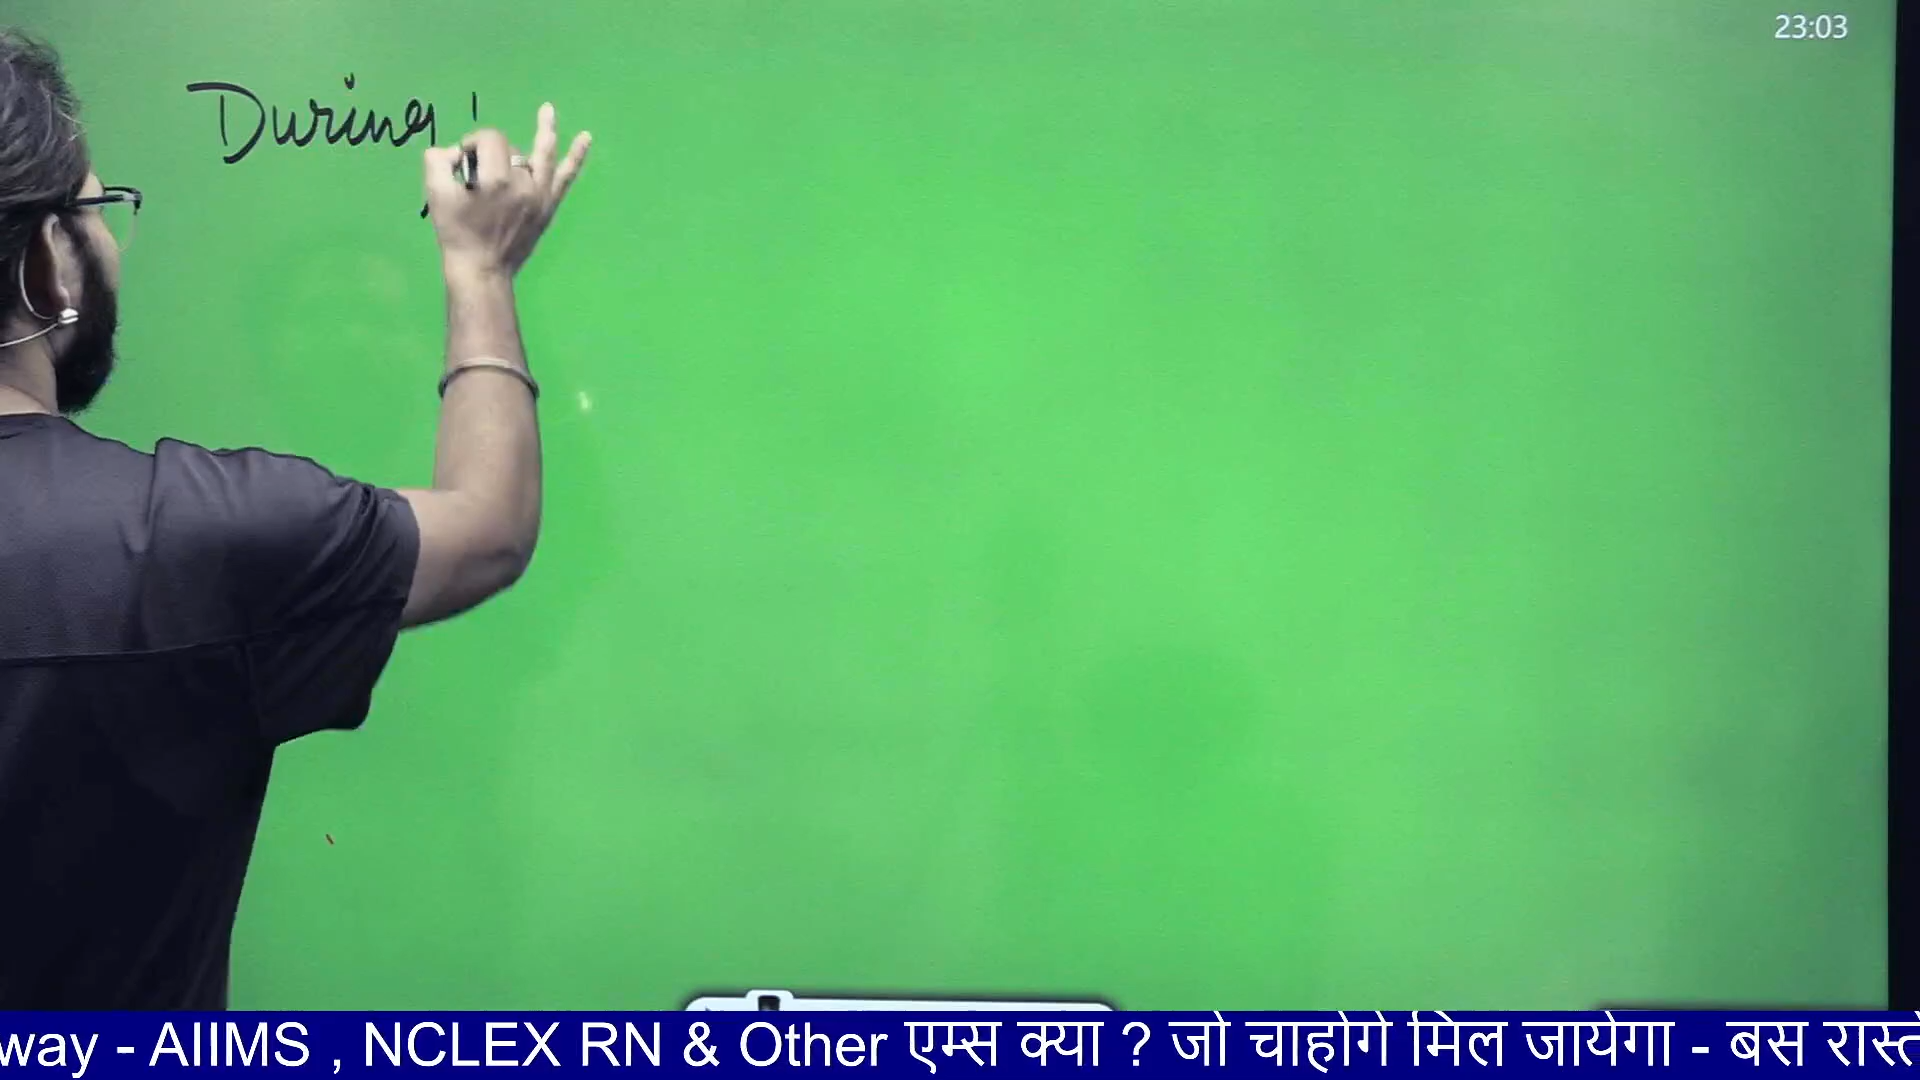 23:03
During
way - AIIMS , NCLEX RN & Other एम्स क्या ? जो चाहोगे मिल जायेगा - बस रास्ते